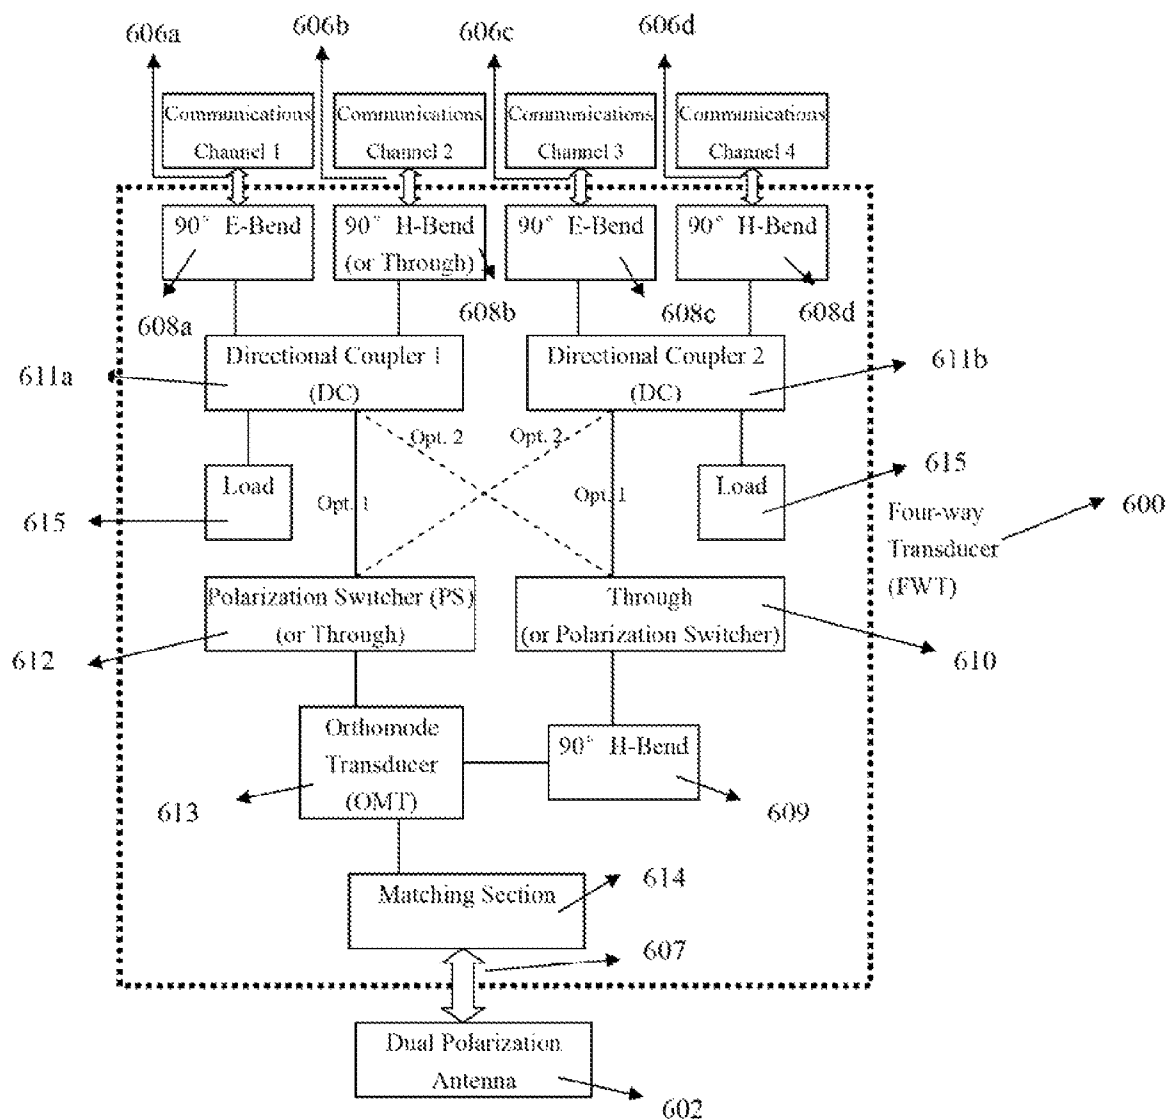 606a
606b
606c
606d
Communications
Channel 1
Communications
Channel 2
Communications
Channel 3
Communications
Channel 4
90° E-Bend
90° H-Bend
(or Through)
90° E-Bend
90° H-Bend
608a
608b
608c
608d
Directional Coupler 1
(DC)
Directional Coupler 2
(DC)
611a
611b
Opt. 2
Opt. 2
Load
Opt. 1
Opt. 1
Load
615
615
Four-way
Transducer
(FWT)
600
Polarization Switcher (PS)
(or Through)
Through
(or Polarization Switcher)
612
610
Orthomode
Transducer
(OMT)
90° H-Bend
613
609
Matching Section
614
607
Dual Polarization
Antenna
602